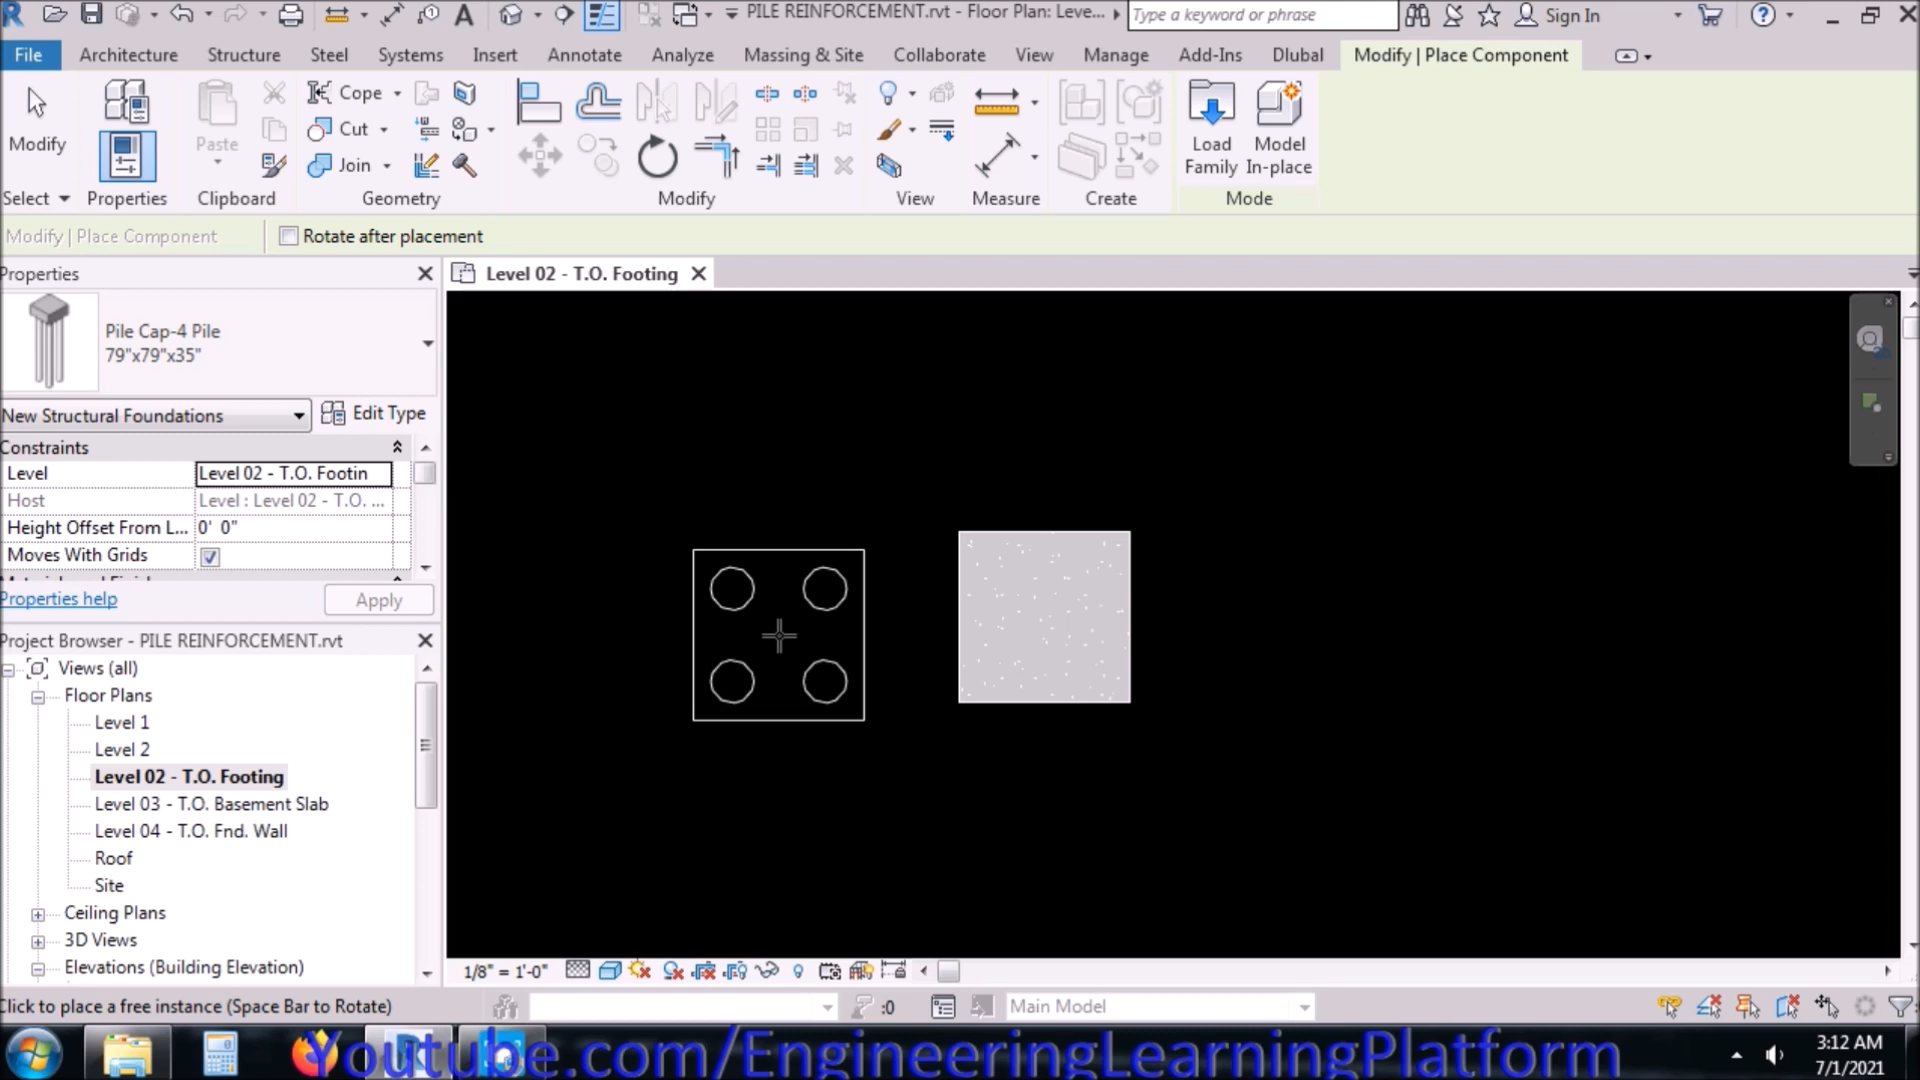 PILE REINFORCEMENT.rvt - Floor Plan: Leve...
Type a keyword or phrase
Sign In
File Architecture Structure Steel Systems Insert Annotate Analyze Massing & Site Collaborate View Manage Add-Ins Dlubal Modify | Place Component
Modify
Paste
Cope
Cut
Join
Load Family
Model In-place
Select Properties Clipboard Geometry Modify View Measure Create Mode
Modify | Place Component
Rotate after placement
Properties
Level 02 - T.O. Footing
Pile Cap-4 Pile
79"x79"x35"
New Structural Foundations
Edit Type
Constraints
Level Level 02 - T.O. Footin
Host Level : Level 02 - T.O. ...
Height Offset From L... 0' 0"
Moves With Grids
Properties help
Apply
Project Browser - PILE REINFORCEMENT.rvt
Views (all)
Floor Plans
Level 1
Level 2
Level 02 - T.O. Footing
Level 03 - T.O. Basement Slab
Level 04 - T.O. Fnd. Wall
Roof
Site
Ceiling Plans
3D Views
Elevations (Building Elevation)
1/8" = 1'-0"
Click to place a free instance (Space Bar to Rotate)
:0
Main Model
Youtube.com/EngineeringLearningPlatform
3:12 AM
7/1/2021